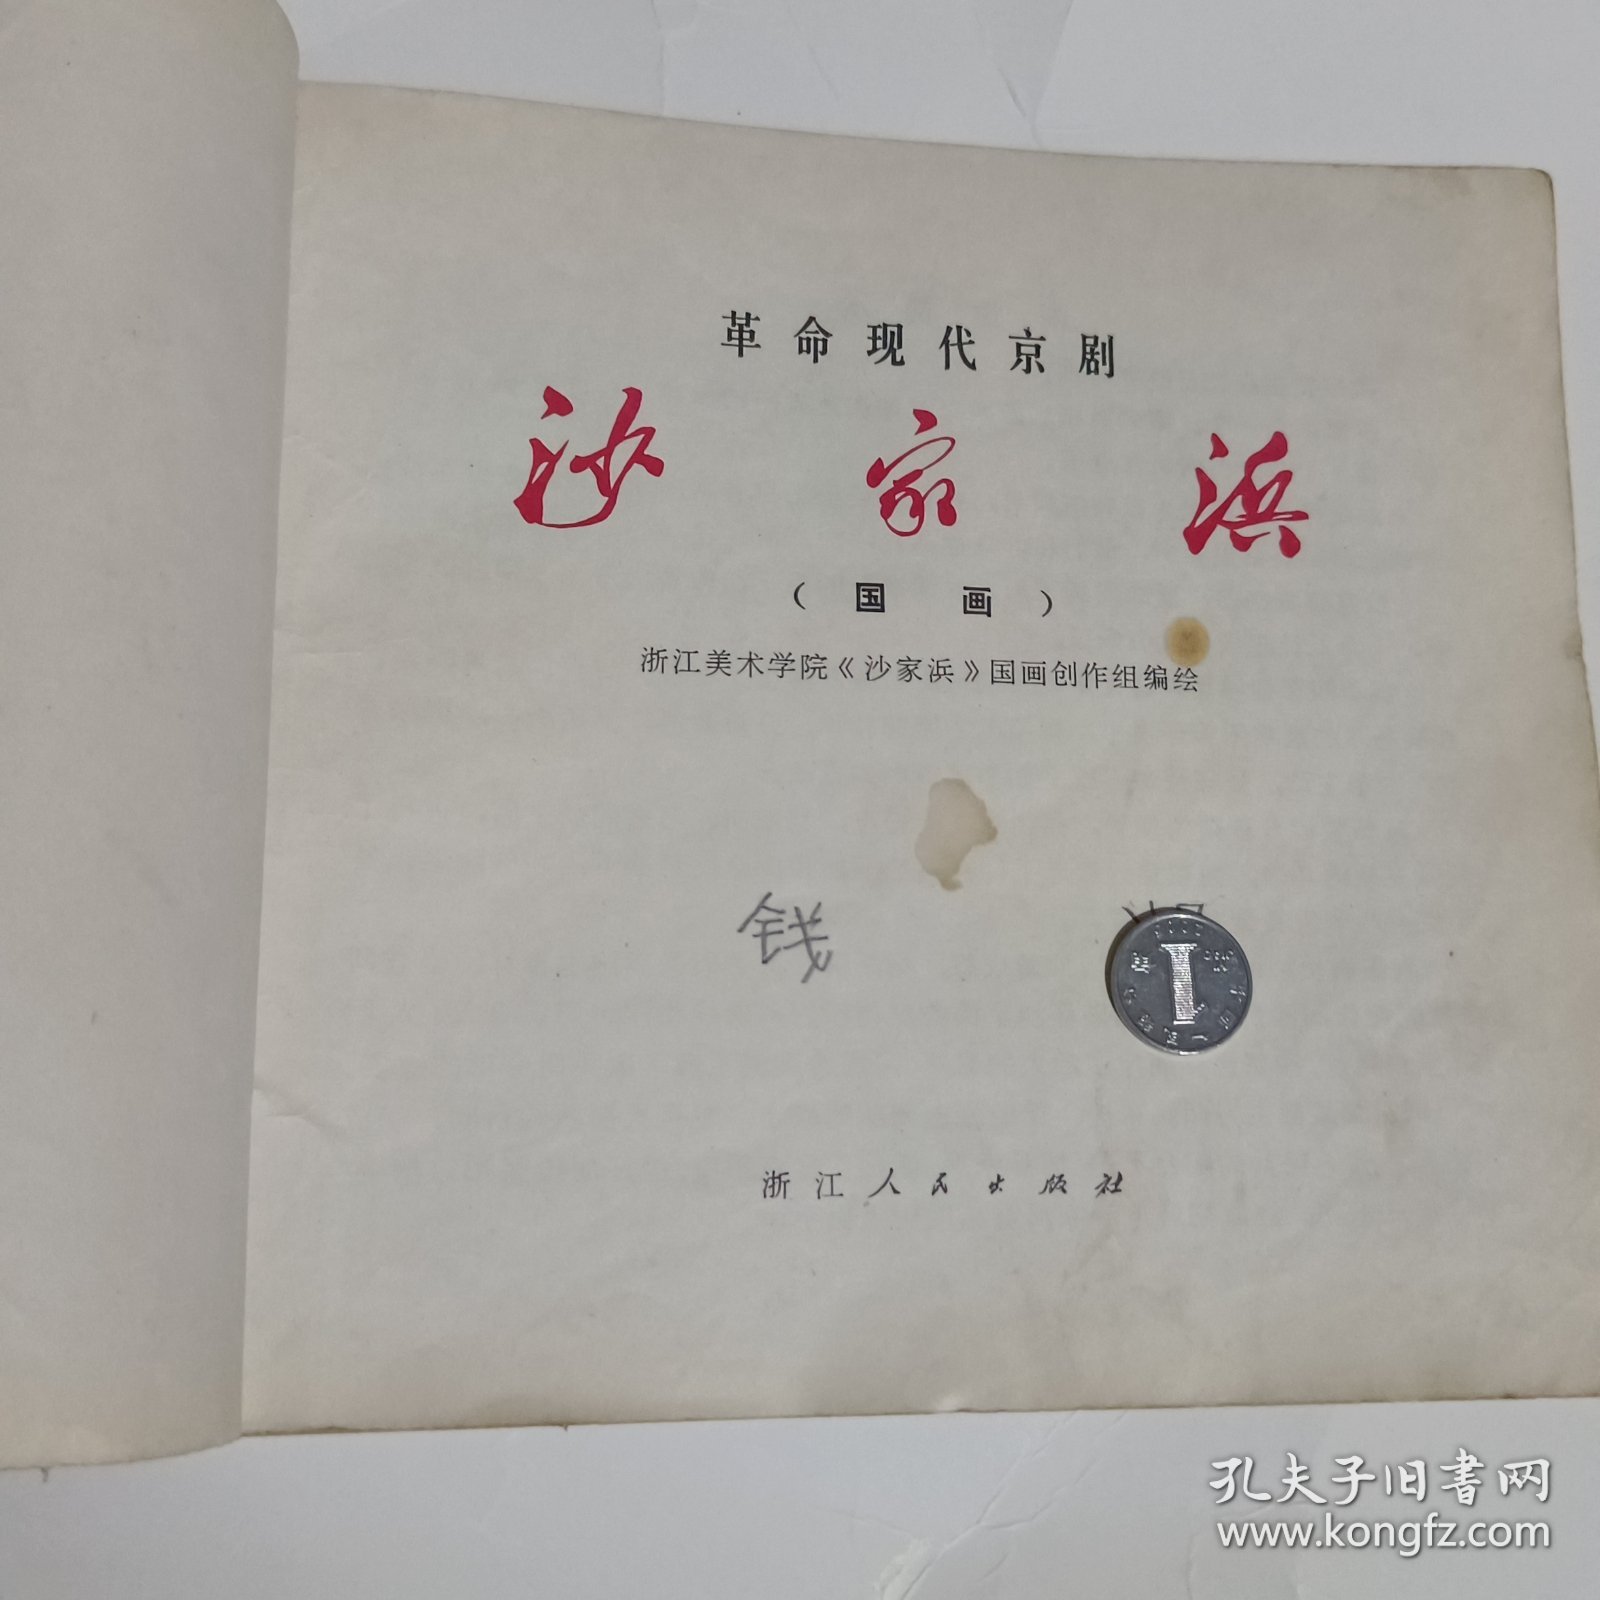 革命现代京剧
沙家浜
（国画）
浙江美术学院《沙家浜》国画创作组编绘
钱
浙江人民出版社
孔夫子旧书网
www.kongfz.com